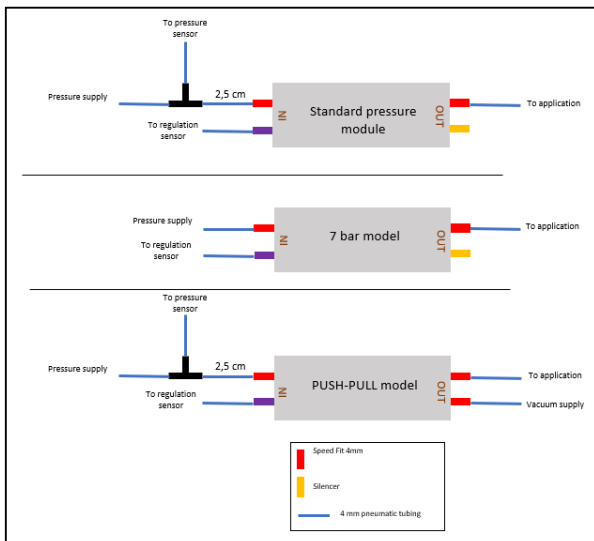 To pressure
sensor
Pressure supply
2,5 cm
To regulation
sensor
IN
Standard pressure
module
OUT
To application
Pressure supply
To regulation
sensor
IN
7 bar model
OUT
To application
To pressure
sensor
Pressure supply
2,5 cm
To regulation
sensor
IN
PUSH-PULL model
OUT
To application
Vacuum supply
Speed Fit 4mm
Silencer
4 mm pneumatic tubing